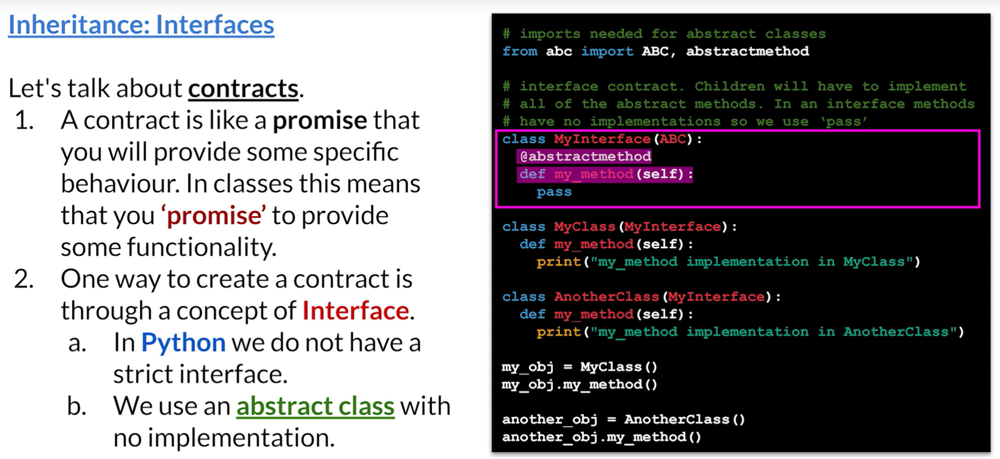 Inheritance: Interfaces
Let's talk about contracts.
1. A contract is like a promise that
you will provide some specific
behaviour. In classes this means
that you ‘promise’ to provide
some functionality.
2. One way to create a contract is
through a concept of Interface.
a. In Python we do not have a
strict interface.
b. We use an abstract class with
no implementation.
# imports needed for abstract classes
from abc import ABC, abstractmethod
# interface contract. Children will have to implement
# all of the abstract methods. In an interface methods
# have no implementations so we use ‘pass’
class MyInterface(ABC):
  @abstractmethod
  def my_method(self):
    pass
class MyClass(MyInterface):
  def my_method(self):
    print("my_method implementation in MyClass")
class AnotherClass(MyInterface):
  def my_method(self):
    print("my_method implementation in AnotherClass")
my_obj = MyClass()
my_obj.my_method()
another_obj = AnotherClass()
another_obj.my_method()